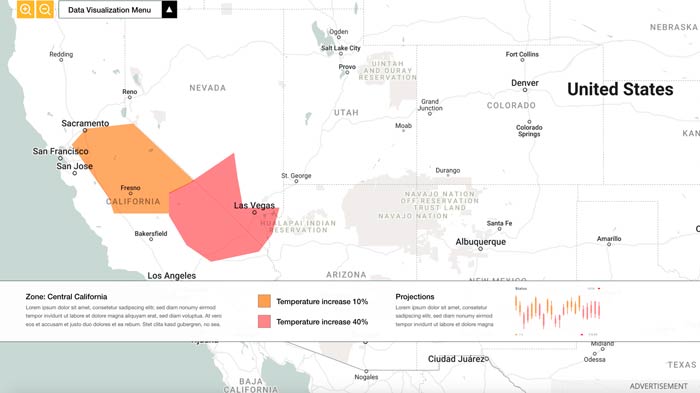 Data Visualization Menu
NEBRASKA
Ogden
Redding
Salt Lake City
Fort Collins
Provo
UINTAH
AND OURAY
RESERVATION
NEVADA
Denver
United States
Reno
Grand
Junction
COLORADO
UTAH
Sacramento
Moab
Colorado
Springs
KAN
San Francisco
San Jose
St. George
Durango
Fresno
CALIFORNIA
NAVAJO NATION
OFF-RESERVATION
TRUST LAND
NAVAJO NATION
Las Vegas
HUALAPAI INDIAN
RESERVATION
Santa Fe
Bakersfield
Albuquerque
Amarillo
Los Angeles
ARIZONA
NEW MEXICO
Zone: Central California
Lorem ipsum dolor sit amet, consetetur sadipscing elitr, sed diam nonumy eirmod
tempor invidunt ut labore et dolore magna aliquyam erat, sed diam voluptua. At vero
eos et accusam et justo duo dolores et ea rebum. Stet clita kasd gubergren, no sea.
Temperature increase 10%
Temperature increase 40%
Projections
Lorem ipsum dolor sit amet, consetetur
sadipscing elitr, sed diam nonumy eirmod
tempor invidunt ut labore et dolore magna
Status
Tijuana
Ciudad Juárez
Midland
Odessa
TEXAS
Nogales
BAJA
CALIFORNIA
ADVERTISEMENT